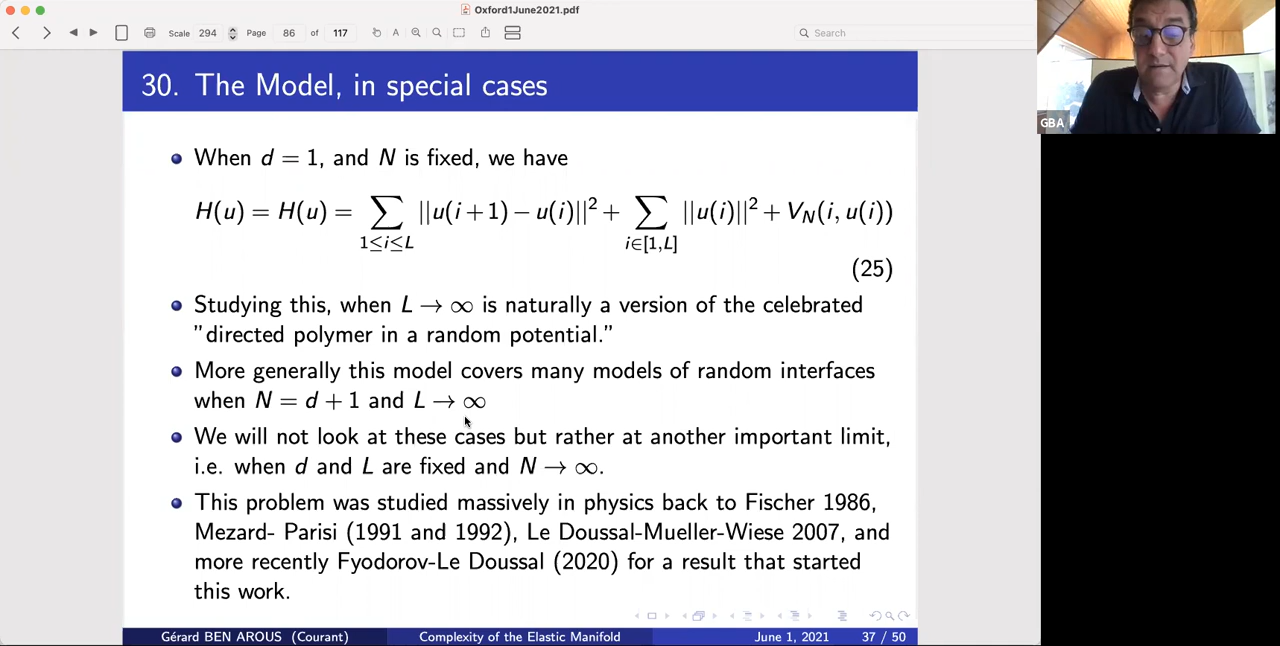 Oxford1June2021.pdf
Scale 294 Page 86 of 117 A Search
30. The Model, in special cases
GBA
When d = 1, and N is fixed, we have
H(u) = H(u) = ∑ ||u(i + 1) − u(i)||² + ∑ ||u(i)||² + V_N(i, u(i))
1≤i≤L i∈[1,L]
(25)
Studying this, when L → ∞ is naturally a version of the celebrated
"directed polymer in a random potential."
More generally this model covers many models of random interfaces
when N = d + 1 and L → ∞
We will not look at these cases but rather at another important limit,
i.e. when d and L are fixed and N → ∞.
This problem was studied massively in physics back to Fischer 1986,
Mezard- Parisi (1991 and 1992), Le Doussal-Mueller-Wiese 2007, and
more recently Fyodorov-Le Doussal (2020) for a result that started
this work.
Gérard BEN AROUS (Courant) Complexity of the Elastic Manifold June 1, 2021 37 / 50